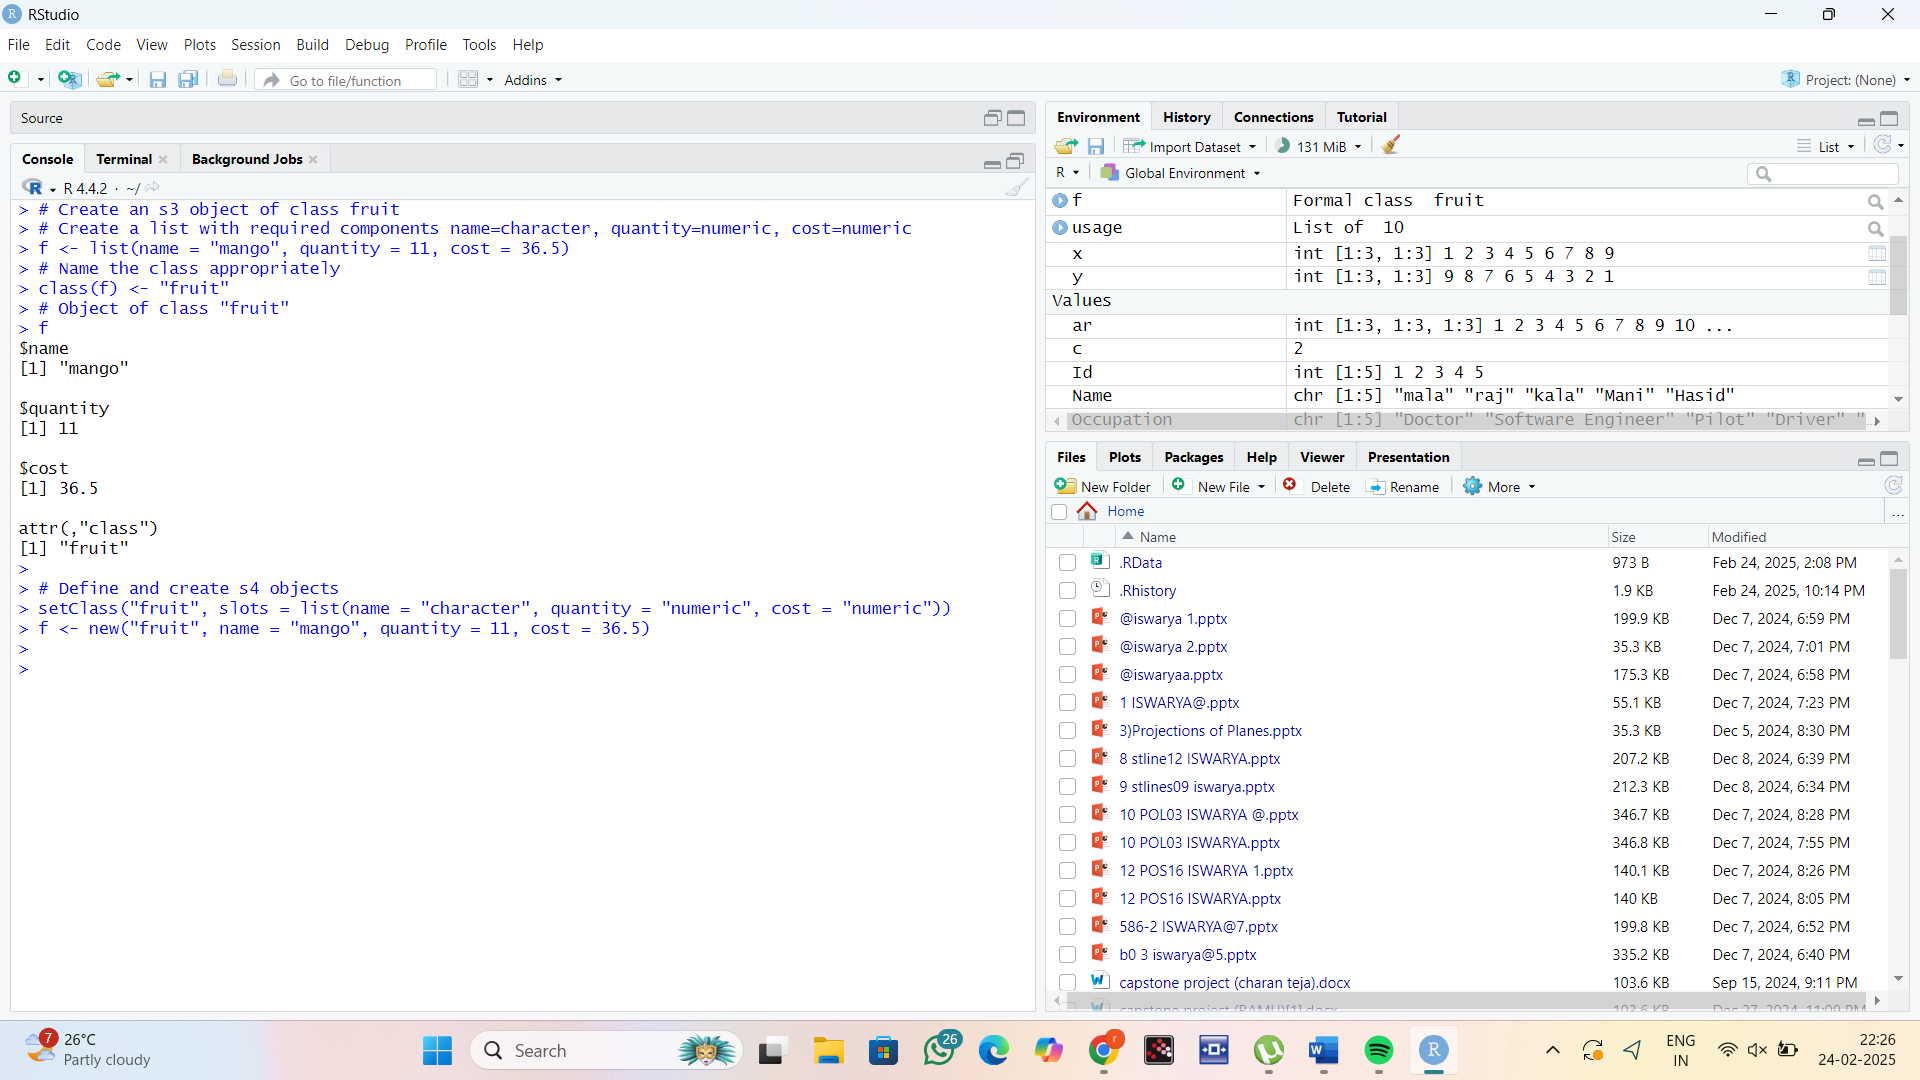 RStudio
File Edit Code View Plots Session Build Debug Profile Tools Help
Go to file/function Addins Project: (None)
Source
Console Terminal Background Jobs
R 4.4.2 · ~/
> # Create an s3 object of class fruit
> # Create a list with required components name=character, quantity=numeric, cost=numeric
> f <- list(name = "mango", quantity = 11, cost = 36.5)
> # Name the class appropriately
> class(f) <- "fruit"
> # Object of class "fruit"
> f
$name
[1] "mango"
$quantity
[1] 11
$cost
[1] 36.5
attr(,"class")
[1] "fruit"
>
> # Define and create s4 objects
> setClass("fruit", slots = list(name = "character", quantity = "numeric", cost = "numeric"))
> f <- new("fruit", name = "mango", quantity = 11, cost = 36.5)
>
>
Environment History Connections Tutorial
Import Dataset 131 MiB List
R Global Environment
f Formal class fruit
usage List of 10
x int [1:3, 1:3] 1 2 3 4 5 6 7 8 9
y int [1:3, 1:3] 9 8 7 6 5 4 3 2 1
Values
ar int [1:3, 1:3, 1:3] 1 2 3 4 5 6 7 8 9 10 ...
c 2
Id int [1:5] 1 2 3 4 5
Name chr [1:5] "mala" "raj" "kala" "Mani" "Hasid"
Occupation chr [1:5] "Doctor" "Software Engineer" "Pilot" "Driver" "...
Files Plots Packages Help Viewer Presentation
New Folder New File Delete Rename More
Home ...
Name Size Modified
.RData 973 B Feb 24, 2025, 2:08 PM
.Rhistory 1.9 KB Feb 24, 2025, 10:14 PM
@iswarya 1.pptx 199.9 KB Dec 7, 2024, 6:59 PM
@iswarya 2.pptx 35.3 KB Dec 7, 2024, 7:01 PM
@iswaryaa.pptx 175.3 KB Dec 7, 2024, 6:58 PM
1 ISWARYA@.pptx 55.1 KB Dec 7, 2024, 7:23 PM
3)Projections of Planes.pptx 35.3 KB Dec 5, 2024, 8:30 PM
8 stline12 ISWARYA.pptx 207.2 KB Dec 8, 2024, 6:39 PM
9 stlines09 iswarya.pptx 212.3 KB Dec 8, 2024, 6:34 PM
10 POL03 ISWARYA @.pptx 346.7 KB Dec 7, 2024, 8:28 PM
10 POL03 ISWARYA.pptx 346.8 KB Dec 7, 2024, 7:55 PM
12 POS16 ISWARYA 1.pptx 140.1 KB Dec 7, 2024, 8:26 PM
12 POS16 ISWARYA.pptx 140 KB Dec 7, 2024, 8:05 PM
586-2 ISWARYA@7.pptx 199.8 KB Dec 7, 2024, 6:52 PM
b0 3 iswarya@5.pptx 335.2 KB Dec 7, 2024, 6:40 PM
capstone project (charan teja).docx 103.6 KB Sep 15, 2024, 9:11 PM
7 26°C
Partly cloudy
Search
26
ENG
IN
22:26
24-02-2025